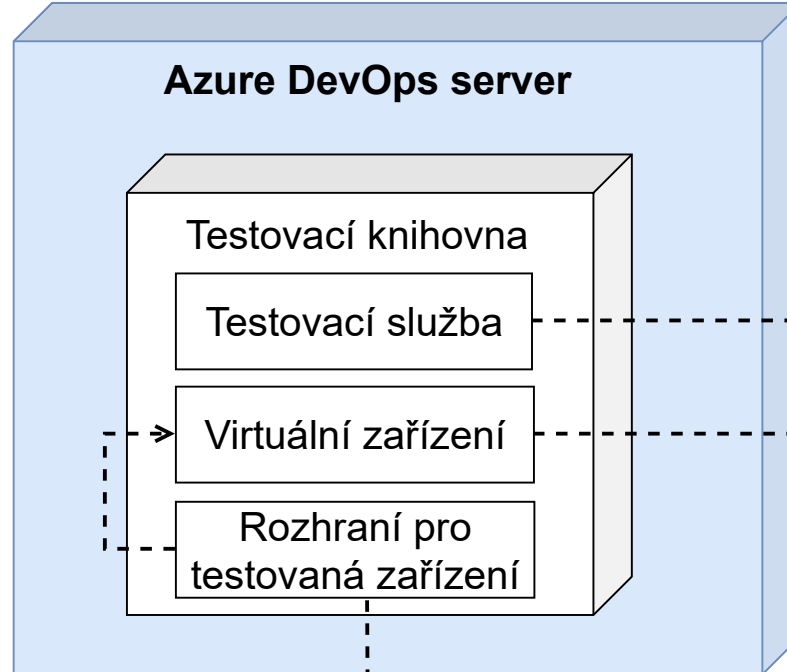 Azure DevOps server
Testovací knihovna
Testovací služba
Virtuální zařízení
Rozhraní pro
testovaná zařízení